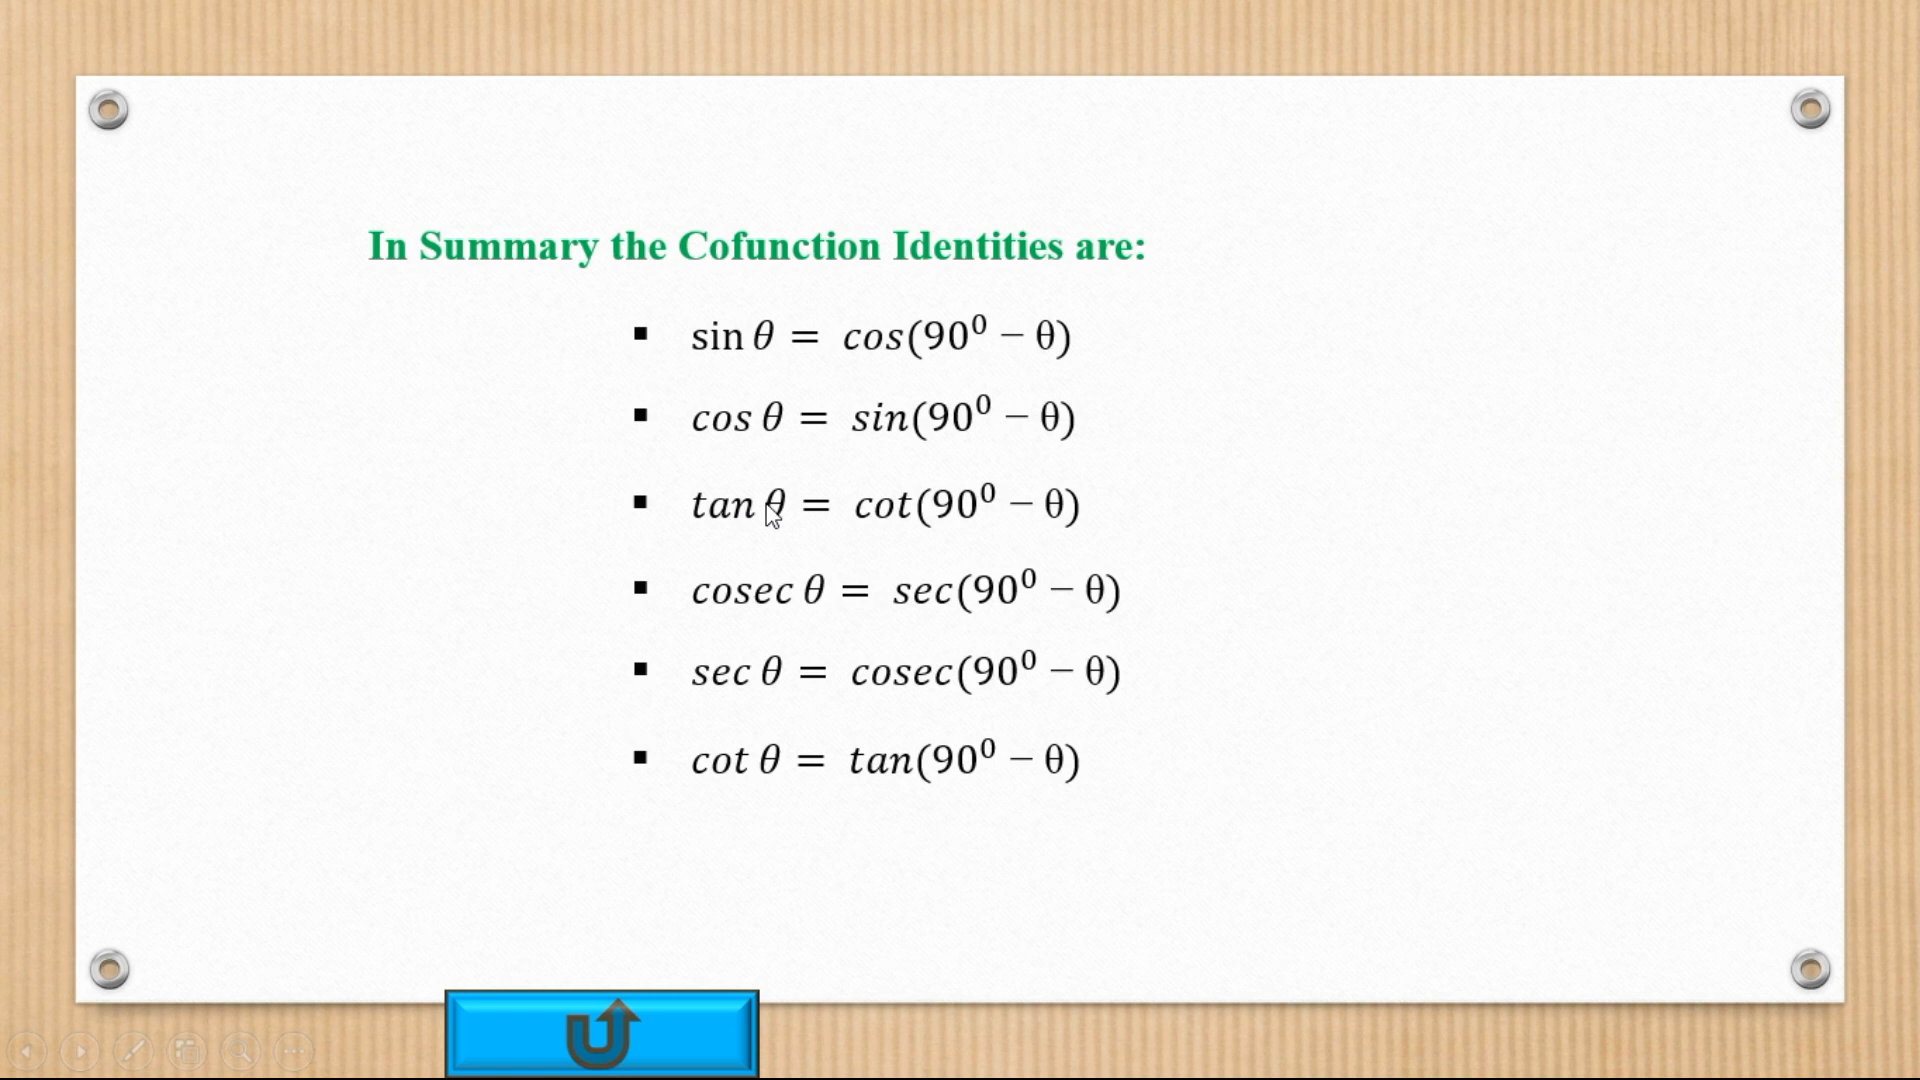 In Summary the Cofunction Identities are:
▪ sin θ = cos(90⁰ − θ)
▪ cos θ = sin(90⁰ − θ)
▪ tan θ = cot(90⁰ − θ)
▪ cosec θ = sec(90⁰ − θ)
▪ sec θ = cosec(90⁰ − θ)
▪ cot θ = tan(90⁰ − θ)